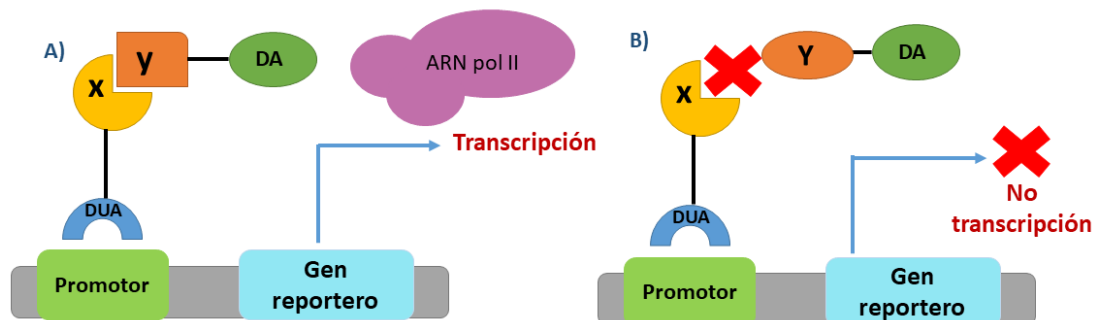 A)
y
DA
x
ARN pol II
Transcripción
DUA
Promotor
Gen
reportero
B)
Y
DA
x
No
transcripción
DUA
Promotor
Gen
reportero